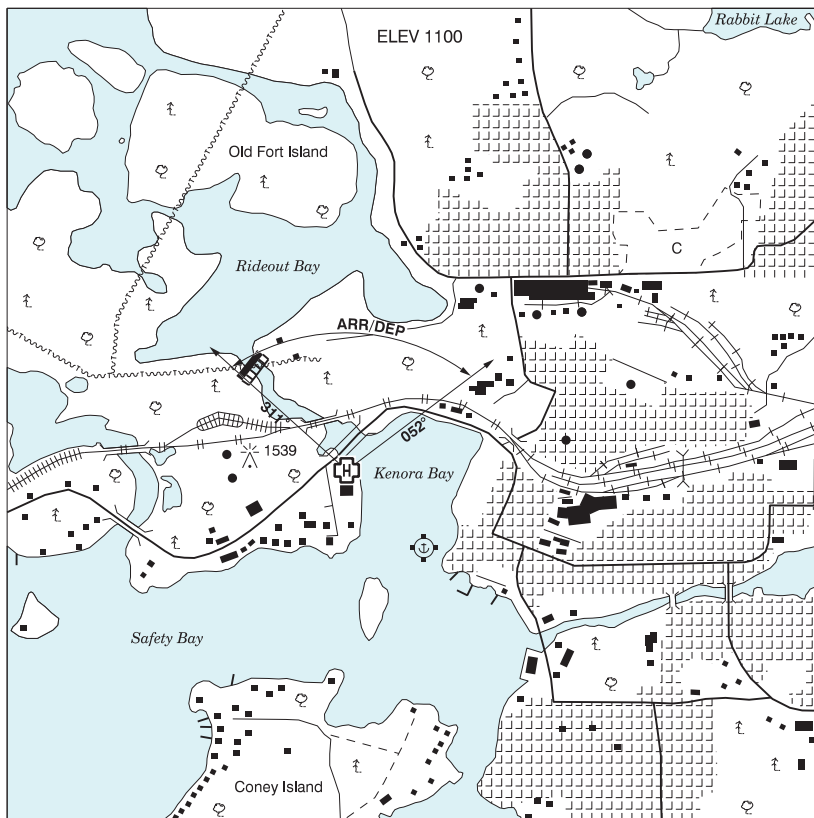 Rabbit Lake
ELEV 1100
Old Fort Island
C
Rideout Bay
ARR/DEP
311°
052°
1539
H
Kenora Bay
Safety Bay
Coney Island